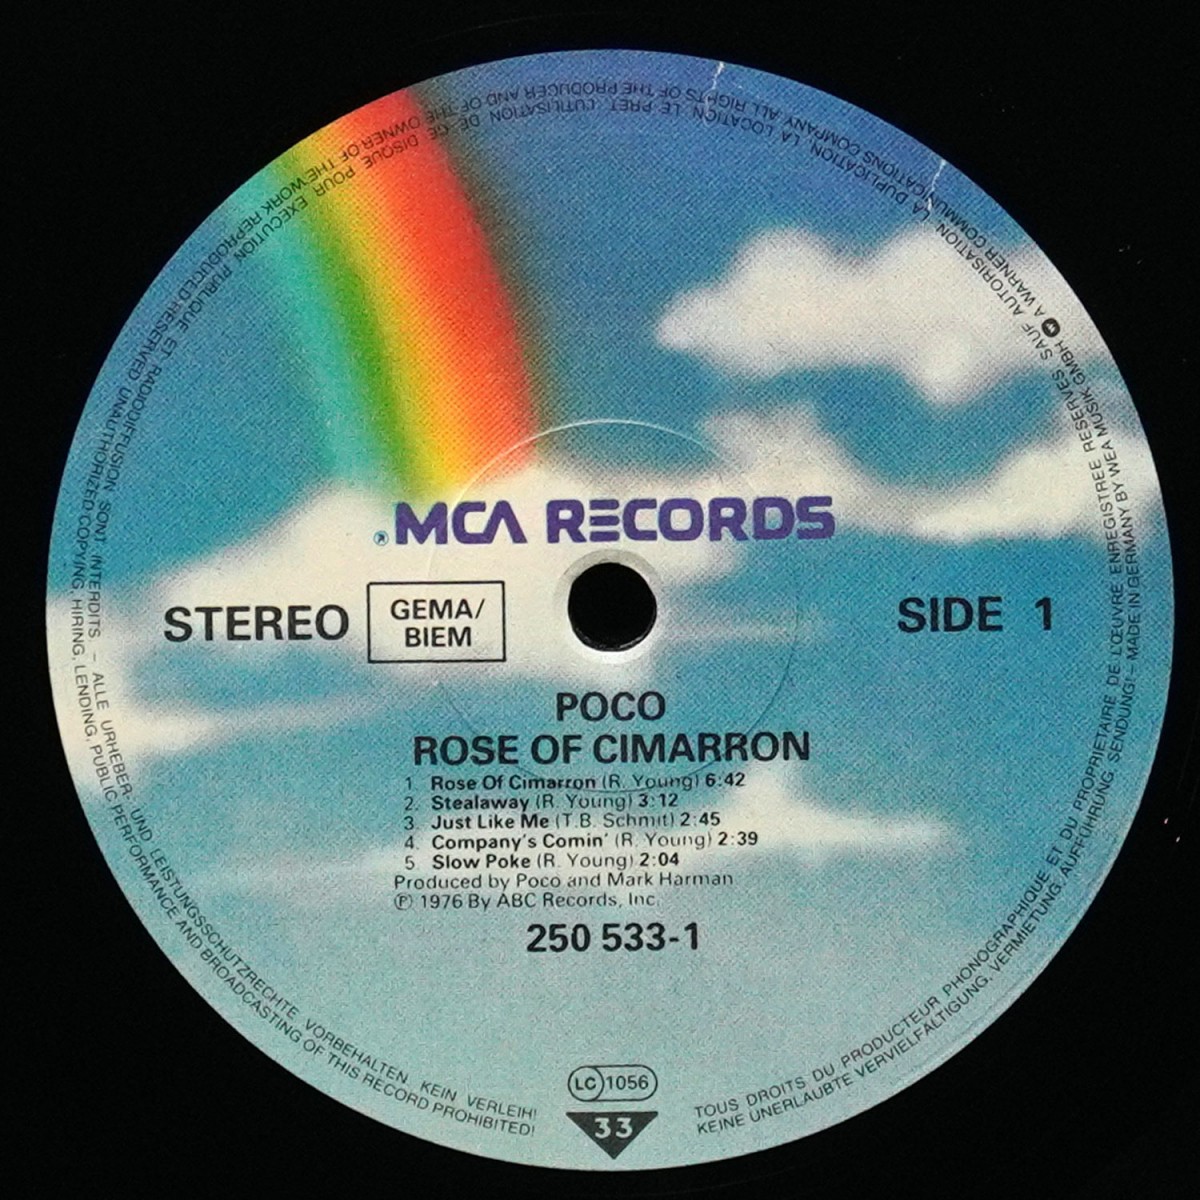 ® MCA RECORDS
STEREO
GEMA/
BIEM
SIDE 1
POCO
ROSE OF CIMARRON
1. Rose Of Cimarron (R. Young) 6:42
2. Stealaway (R. Young) 3:12
3. Just Like Me (T.B. Schmit) 2:45
4. Company's Comin' (R. Young) 2:39
5 Slow Poke (R. Young) 2:04
Produced by Poco and Mark Harman
℗ 1976 By ABC Records, Inc.
250 533-1
LC 1056
33
TOUS DROITS DU PRODUCTEUR PHONOGRAPHIQUE ET DU PROPRIETAIRE DE L'ŒUVRE ENREGISTREE RESERVES SAUF AUTORISATION, LA DUPLICATION, LA LOCATION, LE PRET, L'UTILISATION DE CE DISQUE POUR EXECUTION PUBLIQUE ET RADIODIFFUSION SONT INTERDITS. – ALLE URHEBER- UND LEISTUNGSSCHUTZRECHTE VORBEHALTEN. KEIN VERLEIH!
KEINE UNERLAUBTE VERVIELFÄLTIGUNG, VERMIETUNG, AUFFÜHRUNG, SENDUNG! – MADE IN GERMANY BY WEA MUSIK GMBH A WARNER COMMUNICATIONS COMPANY ALL RIGHTS OF THE PRODUCER AND OF THE OWNER OF THE WORK REPRODUCED RESERVED UNAUTHORIZED COPYING, HIRING, LENDING, PUBLIC PERFORMANCE AND BROADCASTING OF THIS RECORD PROHIBITED!